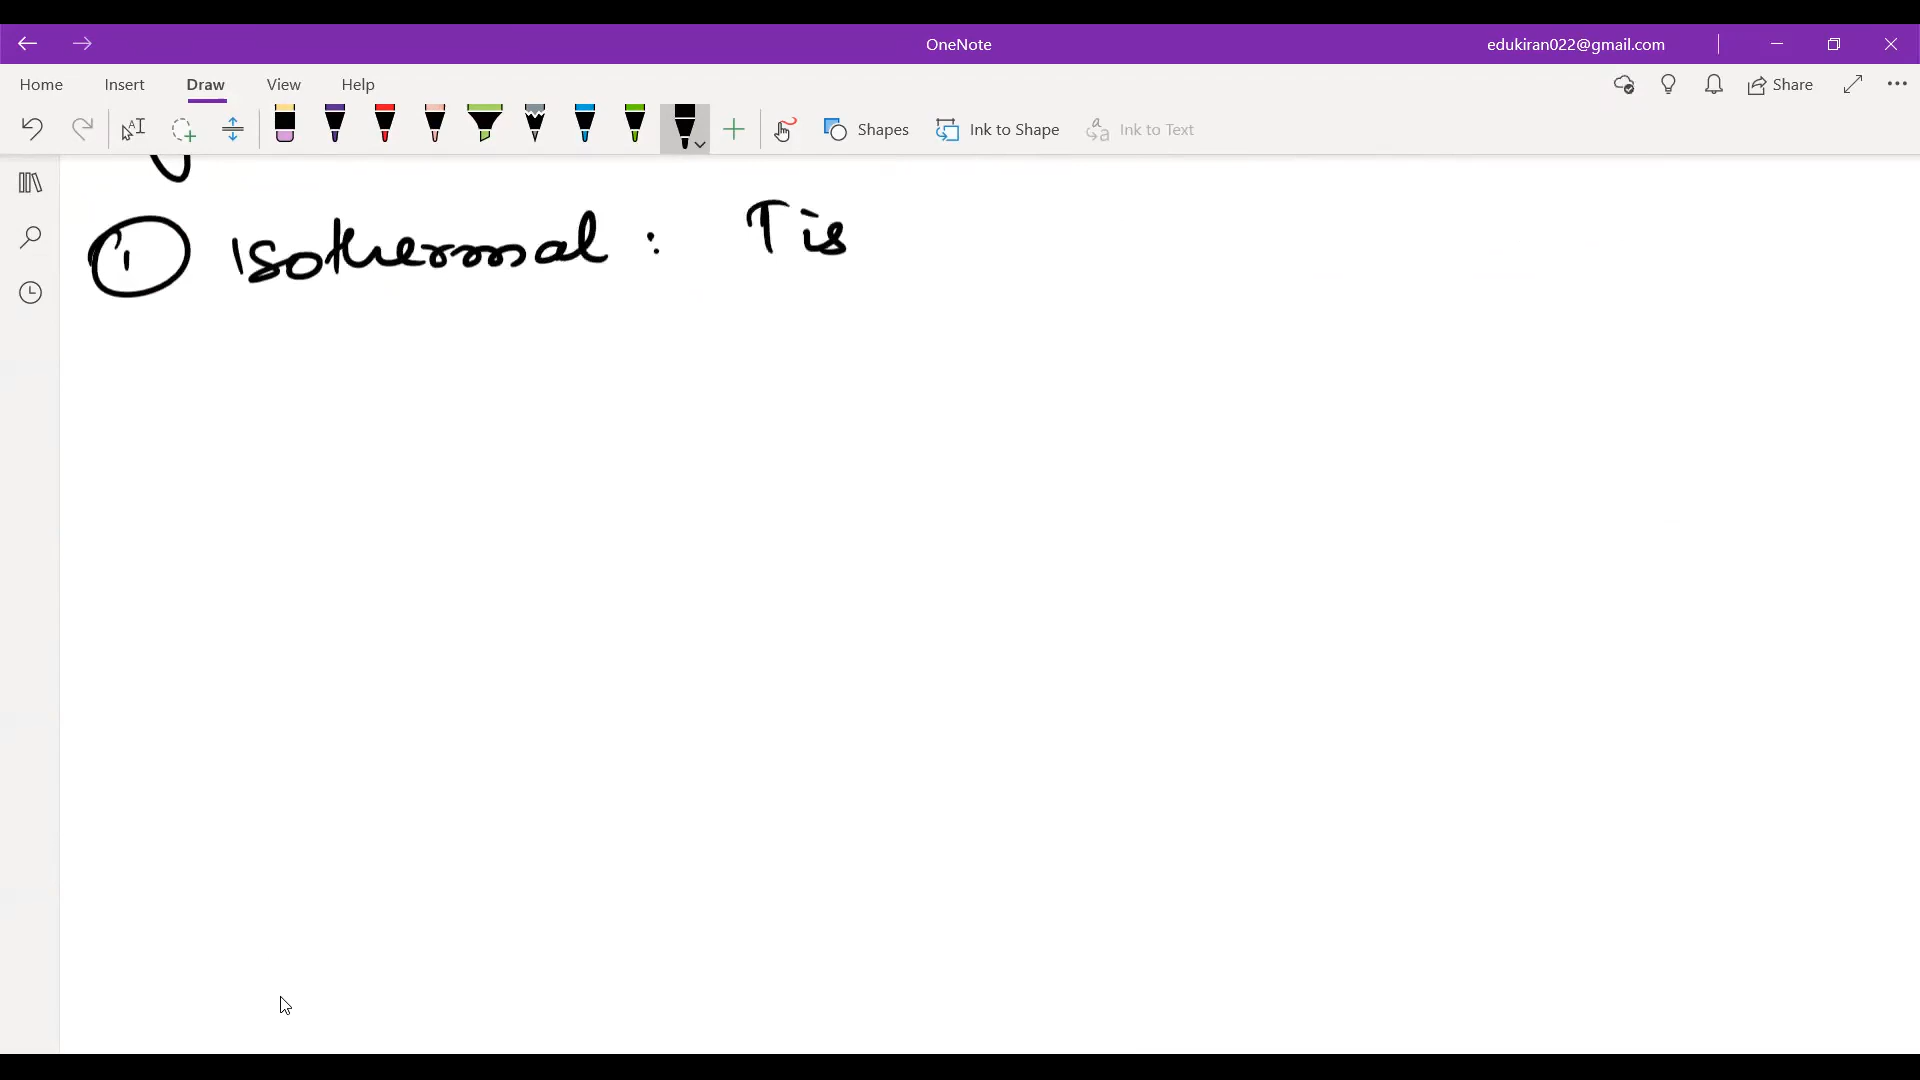 OneNote
edukiran022@gmail.com
Home Insert Draw View Help
Share
Shapes
Ink to Shape
Ink to Text
① Isothermal : T is